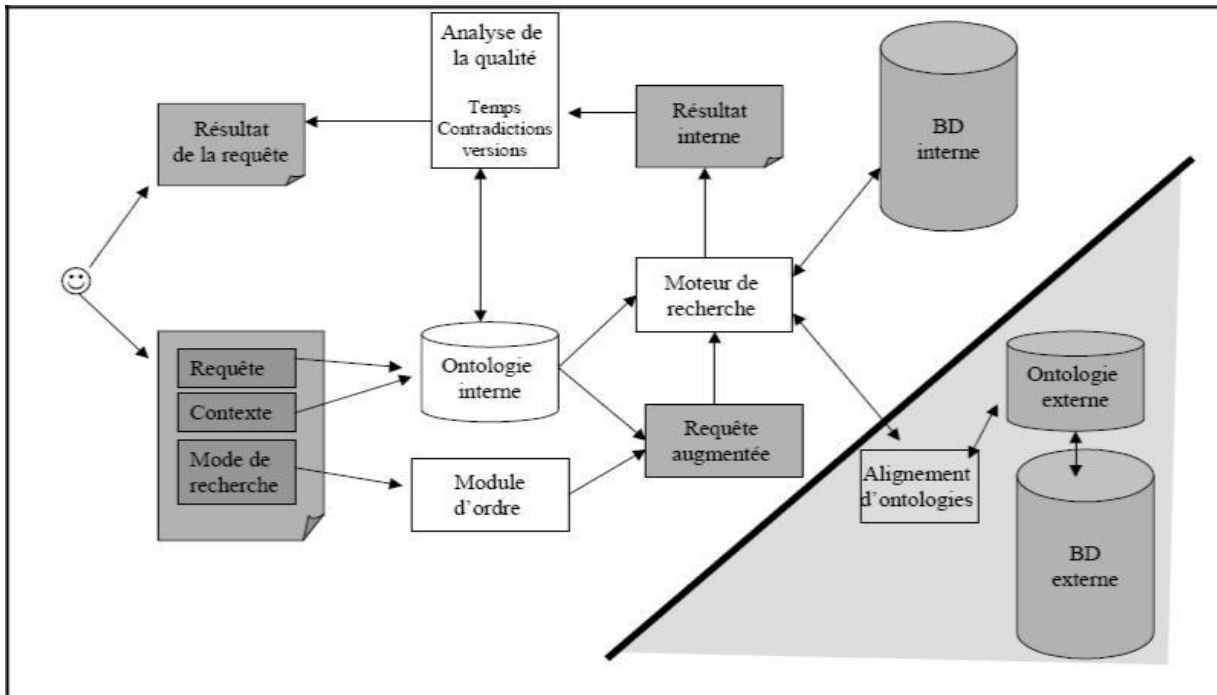 Analyse de
la qualité
Temps
Contradictions
versions
Résultat
de la requête
Résultat
interne
BD
interne
Moteur de
recherche
Requête
Contexte
Mode de
recherche
Ontologie
interne
Module
d’ordre
Requête
augmentée
Ontologie
externe
Alignement
d’ontologies
BD
externe